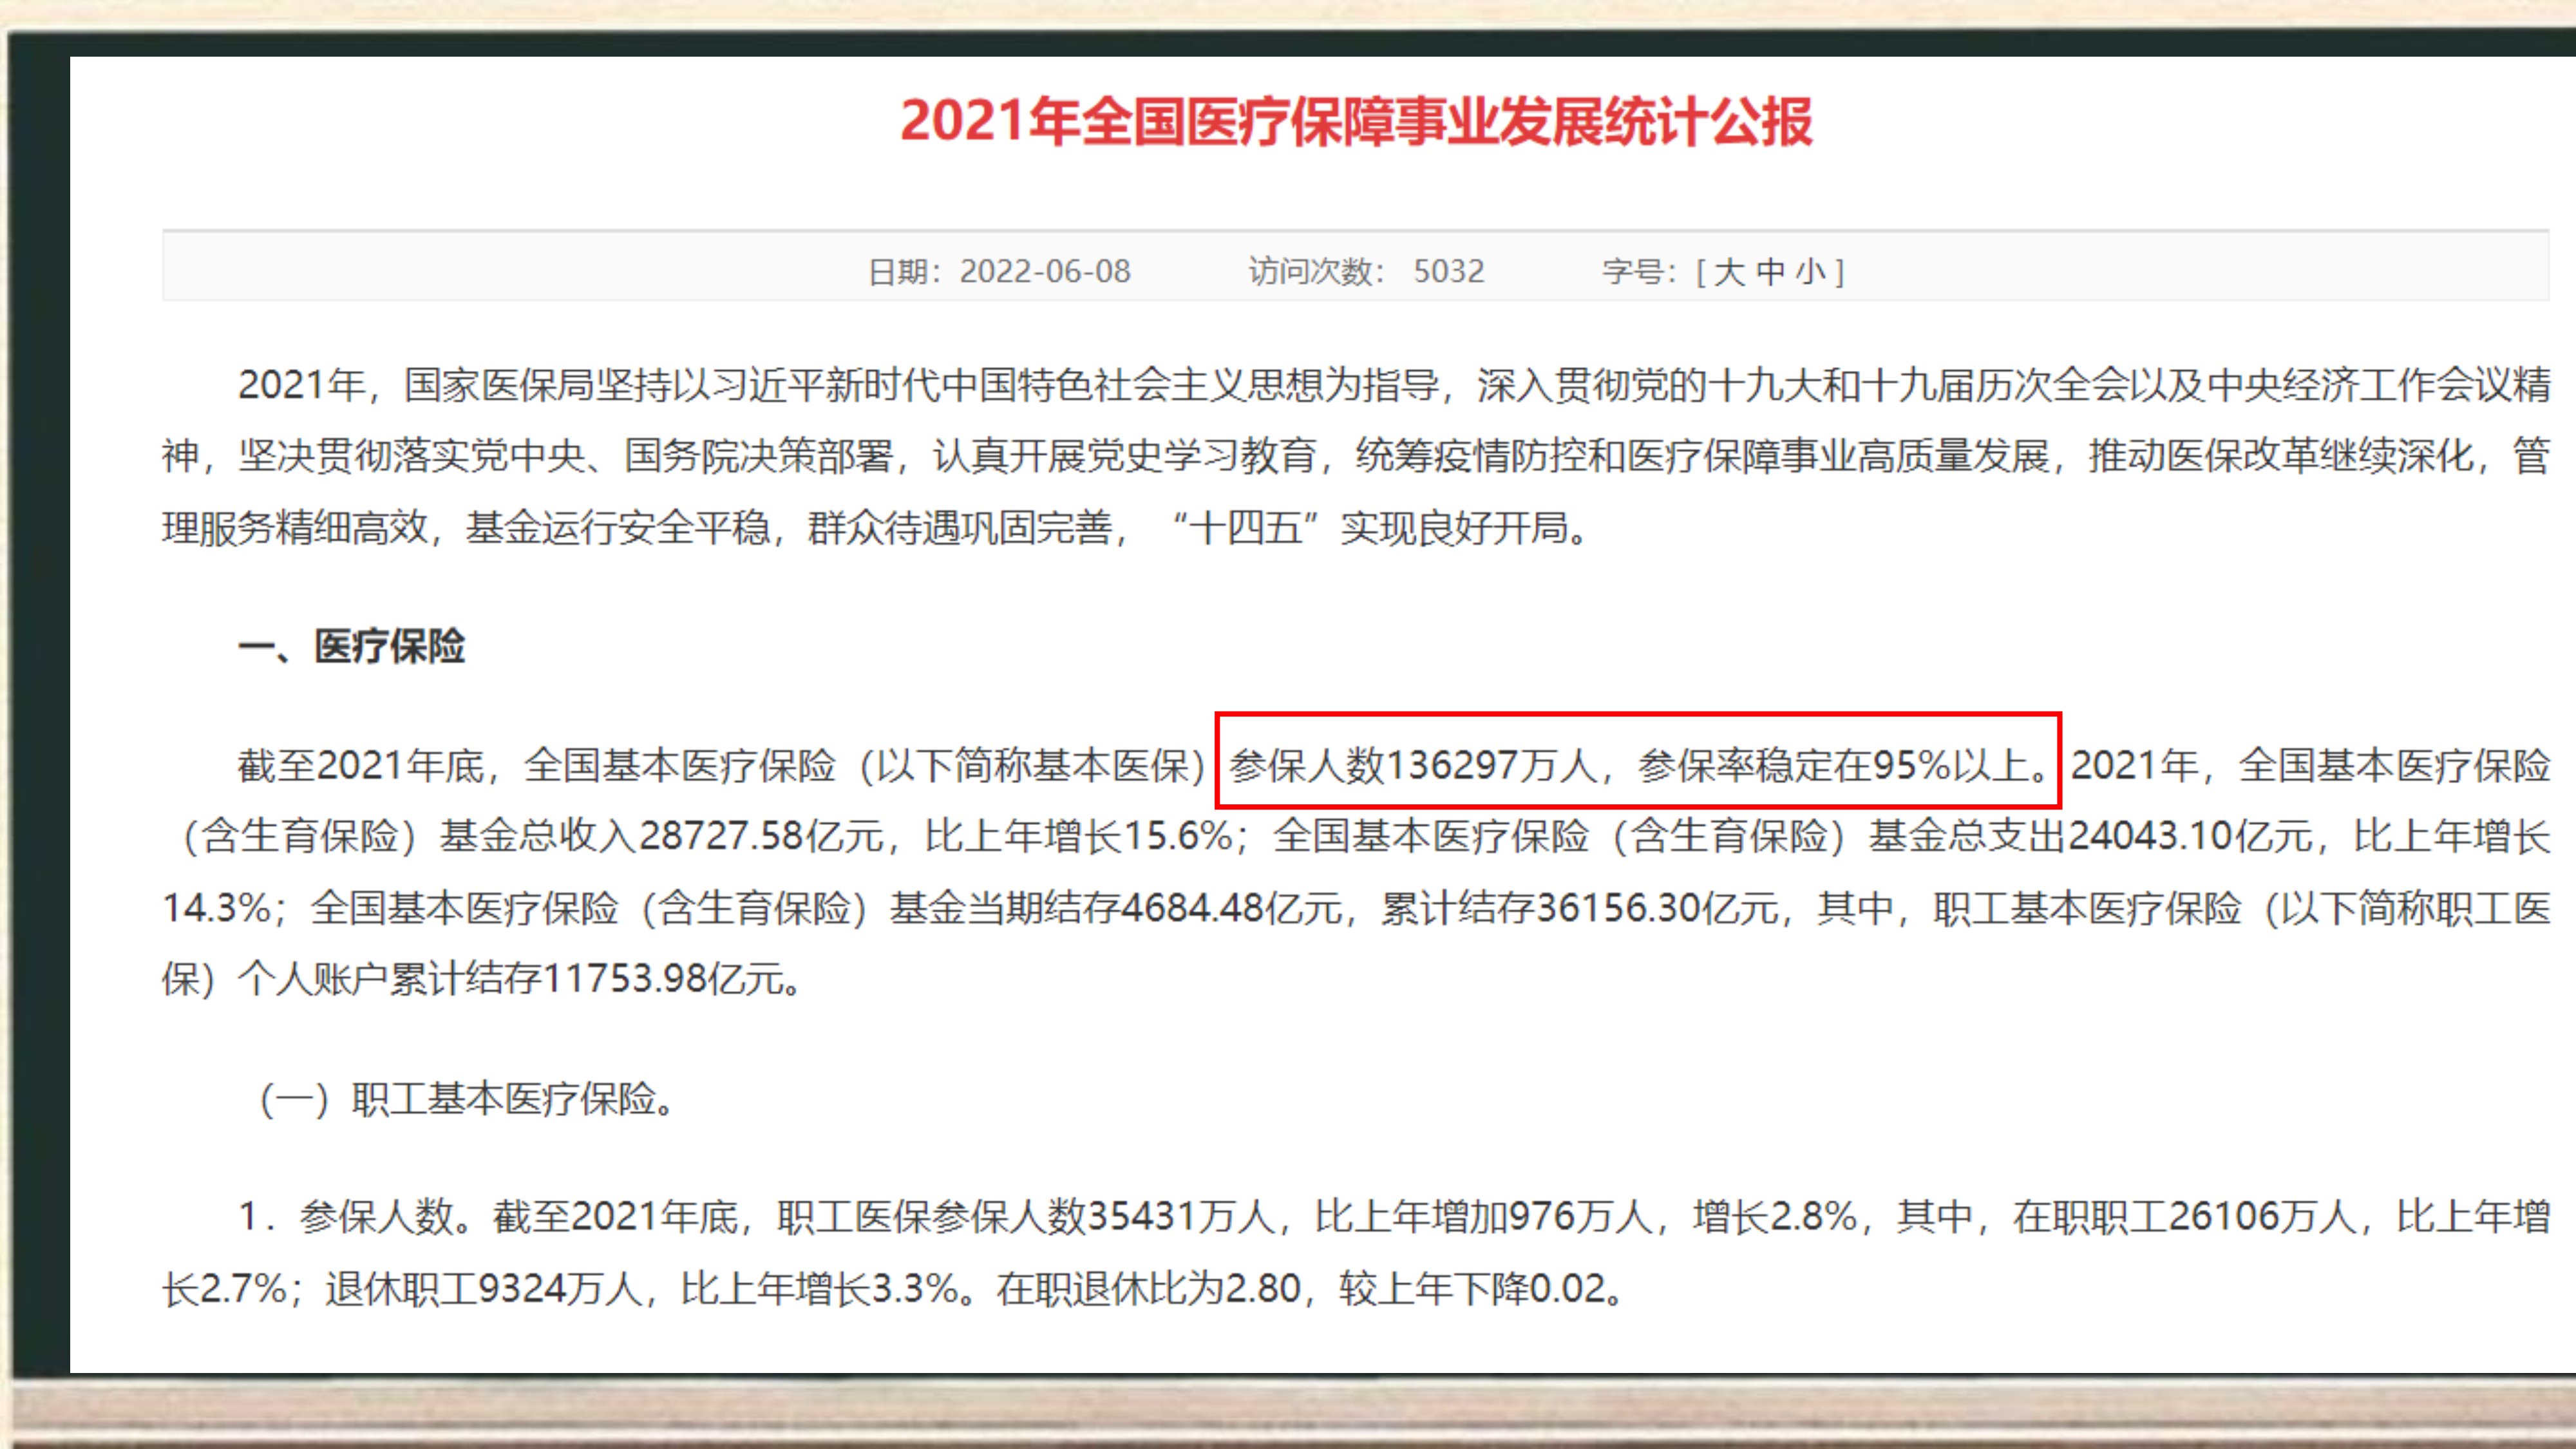 2021年全国医疗保障事业发展统计公报
日期：2022-06-08 访问次数： 5032 字号：[ 大 中 小 ]
2021年，国家医保局坚持以习近平新时代中国特色社会主义思想为指导，深入贯彻党的十九大和十九届历次全会以及中央经济工作会议精
神，坚决贯彻落实党中央、国务院决策部署，认真开展党史学习教育，统筹疫情防控和医疗保障事业高质量发展，推动医保改革继续深化，管
理服务精细高效，基金运行安全平稳，群众待遇巩固完善，“十四五”实现良好开局。
一、医疗保险
截至2021年底，全国基本医疗保险（以下简称基本医保）参保人数136297万人，参保率稳定在95%以上。2021年，全国基本医疗保险
（含生育保险）基金总收入28727.58亿元，比上年增长15.6%；全国基本医疗保险（含生育保险）基金总支出24043.10亿元，比上年增长
14.3%；全国基本医疗保险（含生育保险）基金当期结存4684.48亿元，累计结存36156.30亿元，其中，职工基本医疗保险（以下简称职工医
保）个人账户累计结存11753.98亿元。
（一）职工基本医疗保险。
1．参保人数。截至2021年底，职工医保参保人数35431万人，比上年增加976万人，增长2.8%，其中，在职职工26106万人，比上年增
长2.7%；退休职工9324万人，比上年增长3.3%。在职退休比为2.80，较上年下降0.02。